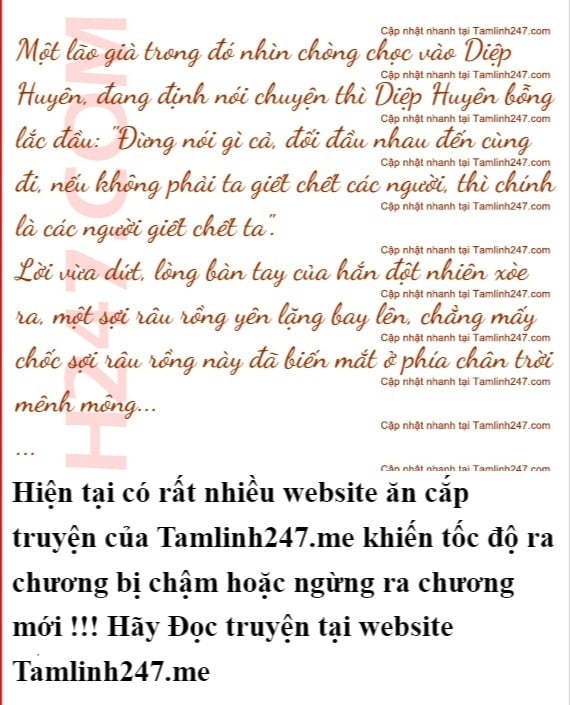 Cập nhật nhanh tại Tamlinh247.com
Một lão già trong đó nhìn chòng chọc vào Diệp
Cập nhật nhanh tại Tamlinh247.com
Huyên, đang định nói chuyện thì Diệp Huyên bỗng
Cập nhật nhanh tại Tamlinh247.com
lắc đầu: "Đừng nói gì cả, đối đầu nhau đến cùng
Cập nhật nhanh tại Tamlinh247.com
đi, nếu không phải ta giết chết các người, thì chính
Cập nhật nhanh tại Tamlinh247.com
là các người giết chết ta".
Cập nhật nhanh tại Tamlinh247.com
Lời vừa dứt, lòng bàn tay của hắn đột nhiên xòe
Cập nhật nhanh tại Tamlinh247.com
ra, một sợi râu rồng yên lặng bay lên, chẳng mấy
Cập nhật nhanh tại Tamlinh247.com
chốc sợi râu rồng này đã biến mất ở phía chân trời
Cập nhật nhanh tại Tamlinh247.com
mênh mông...
Cập nhật nhanh tại Tamlinh247.com
...
Cập nhật nhanh tại Tamlinh247.com
H247.COM
Hiện tại có rất nhiều website ăn cắp
truyện của Tamlinh247.me khiến tốc độ ra
chương bị chậm hoặc ngừng ra chương
mới !!! Hãy Đọc truyện tại website
Tamlinh247.me